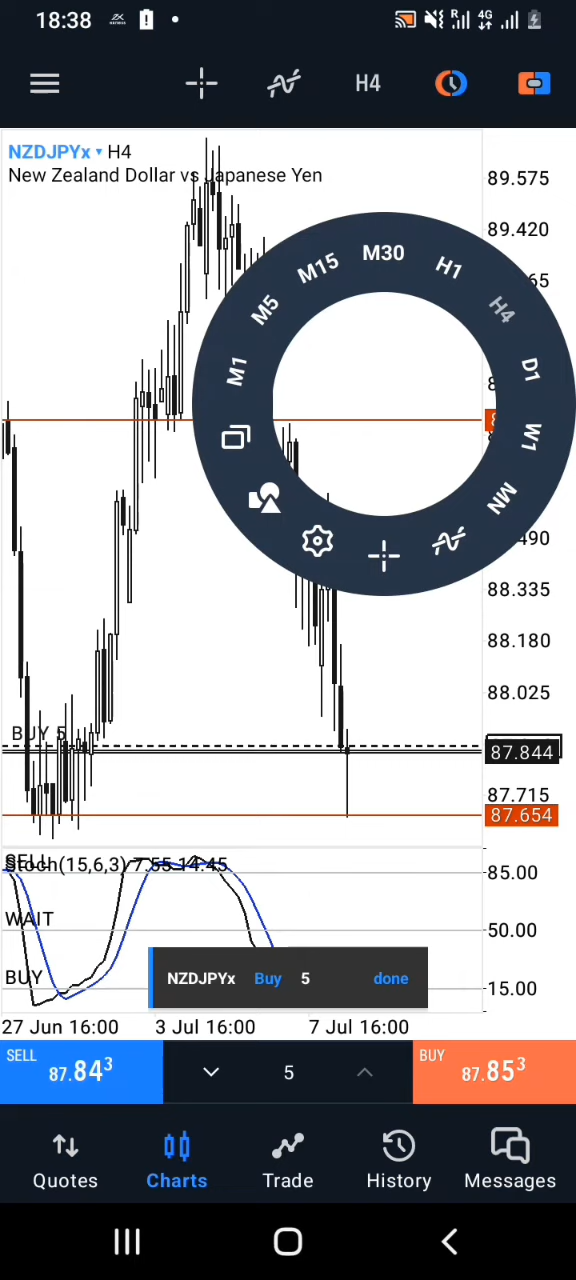 18:38
R
4G
H4
NZDJPYx ▾ H4
New Zealand Dollar vs Japanese Yen
89.575
89.420
65
490
88.335
88.180
88.025
87.844
87.715
87.654
M1
M5
M15
M30
H1
H4
D1
W1
MN
BUY 5
SELL
Stoch(15,6,3) 7.55 14.45
WAIT
BUY
85.00
50.00
15.00
NZDJPYx Buy 5 done
27 Jun 16:00 3 Jul 16:00 7 Jul 16:00
SELL
87.84³
5
BUY
87.85³
Quotes Charts Trade History Messages